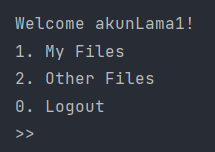 Welcome akunLama1!
1. My Files
2. Other Files
0. Logout
>>